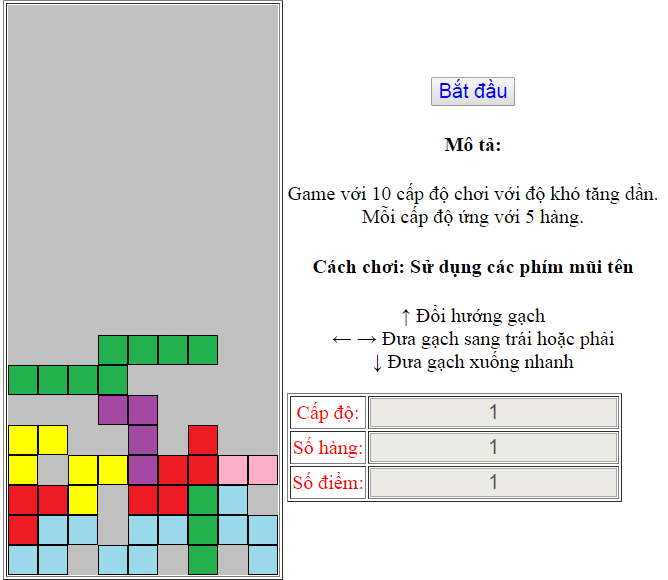 Bắt đầu
Mô tả:
Game với 10 cấp độ chơi với độ khó tăng dần.
Mỗi cấp độ ứng với 5 hàng.
Cách chơi: Sử dụng các phím mũi tên
↑ Đổi hướng gạch
← → Đưa gạch sang trái hoặc phải
↓ Đưa gạch xuống nhanh
Cấp độ: 1
Số hàng: 1
Số điểm: 1